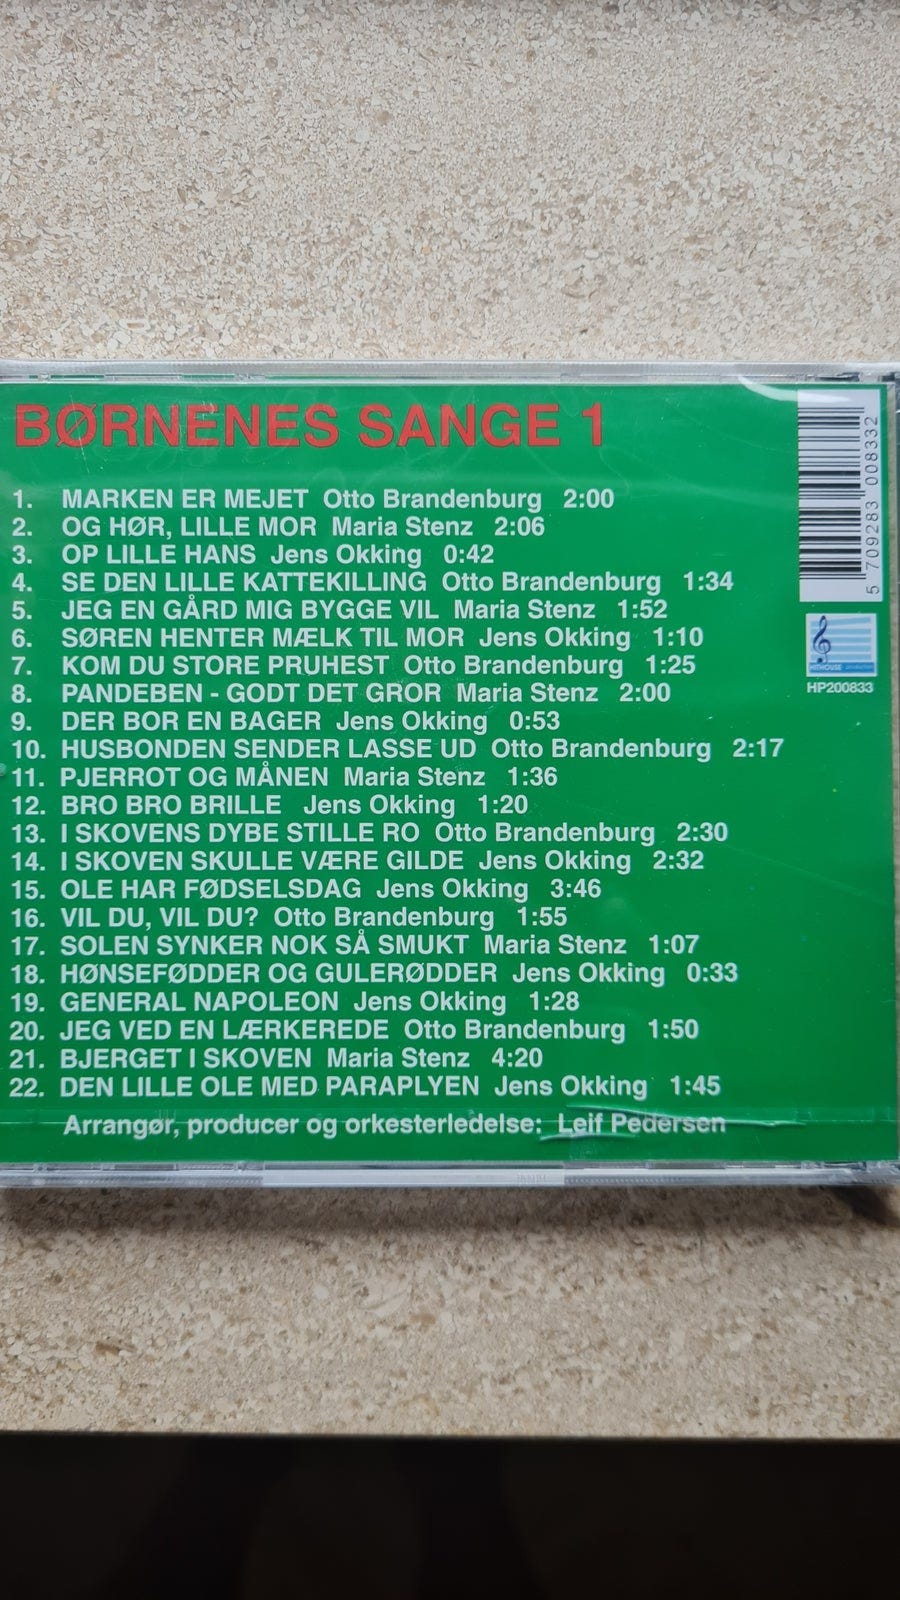 BØRNENES SANGE 1
1. MARKEN ER MEJET Otto Brandenburg 2:00
2. OG HØR, LILLE MOR Maria Stenz 2:06
3. OP LILLE HANS Jens Okking 0:42
4. SE DEN LILLE KATTEKILLING Otto Brandenburg 1:34
5. JEG EN GÅRD MIG BYGGE VIL Maria Stenz 1:52
6. SØREN HENTER MÆLK TIL MOR Jens Okking 1:10
7. KOM DU STORE PRUHEST Otto Brandenburg 1:25
8. PANDEBEN - GODT DET GROR Maria Stenz 2:00
9. DER BOR EN BAGER Jens Okking 0:53
10. HUSBONDEN SENDER LASSE UD Otto Brandenburg 2:17
11. PJERROT OG MÅNEN Maria Stenz 1:36
12. BRO BRO BRILLE Jens Okking 1:20
13. I SKOVENS DYBE STILLE RO Otto Brandenburg 2:30
14. I SKOVEN SKULLE VÆRE GILDE Jens Okking 2:32
15. OLE HAR FØDSELSDAG Jens Okking 3:46
16. VIL DU, VIL DU? Otto Brandenburg 1:55
17. SOLEN SYNKER NOK SÅ SMUKT Maria Stenz 1:07
18. HØNSEFØDDER OG GULERØDDER Jens Okking 0:33
19. GENERAL NAPOLEON Jens Okking 1:28
20. JEG VED EN LÆRKEREDE Otto Brandenburg 1:50
21. BJERGET I SKOVEN Maria Stenz 4:20
22. DEN LILLE OLE MED PARAPLYEN Jens Okking 1:45
Arrangør, producer og orkesterledelse: Leif Pedersen
5 709283 008332
HITHOUSE production
HP200833